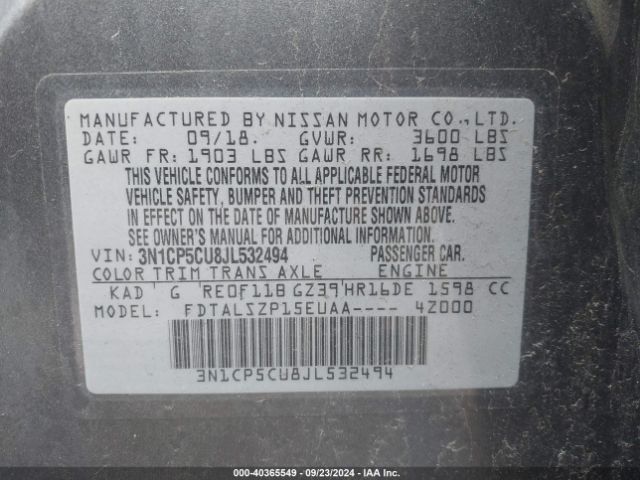 MANUFACTURED BY NISSAN MOTOR CO.,LTD.
DATE: 09/18. GVWR: 3600 LBS
GAWR FR: 1903 LBS GAWR RR: 1698 LBS
THIS VEHICLE CONFORMS TO ALL APPLICABLE FEDERAL MOTOR
VEHICLE SAFETY, BUMPER AND THEFT PREVENTION STANDARDS
IN EFFECT ON THE DATE OF MANUFACTURE SHOWN ABOVE.
SEE OWNER'S MANUAL FOR ADDITIONAL INFORMATION.
VIN: 3N1CP5CU8JL532494 PASSENGER CAR.
COLOR TRIM TRANS AXLE ENGINE
KAD ' G 'RE0F11B GZ39'HR16DE 1598 CC
MODEL: FDTALSZP15EUAA---- 4Z000
3N1CP5CU8JL532494
000-40365549 - 09/23/2024 - IAA Inc.